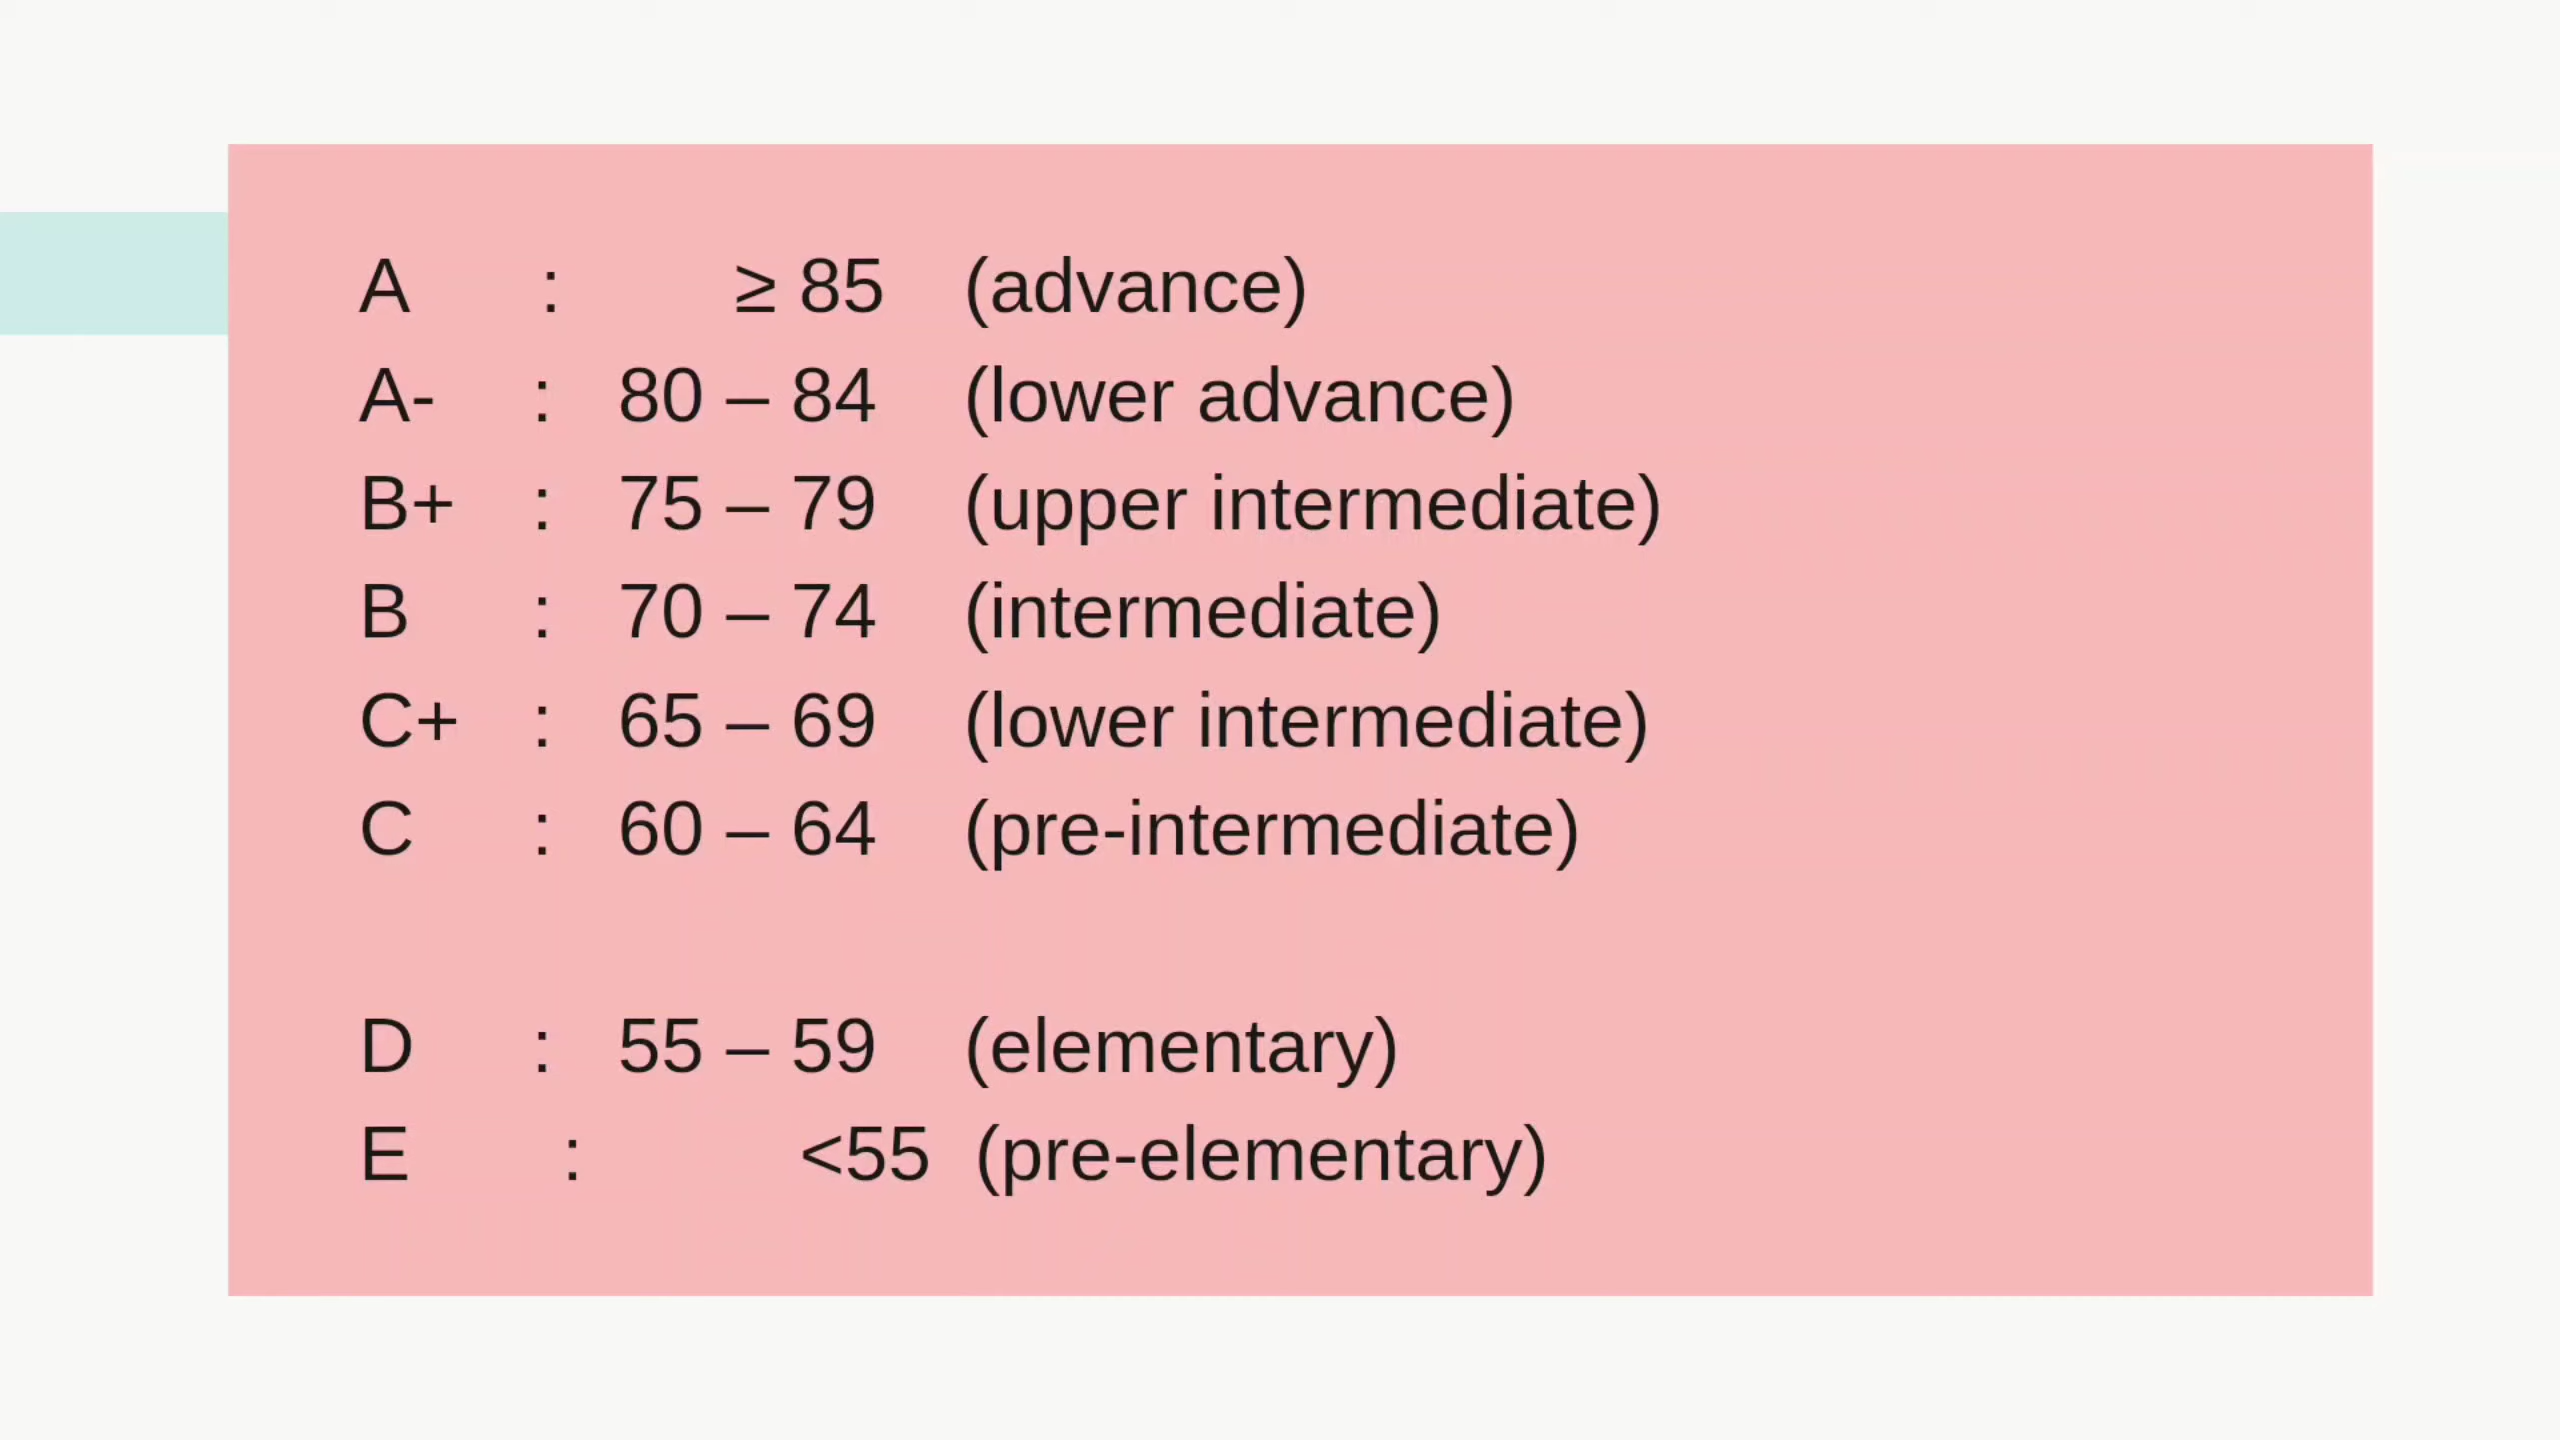 A : ≥ 85 (advance)
A- : 80 – 84 (lower advance)
B+ : 75 – 79 (upper intermediate)
B : 70 – 74 (intermediate)
C+ : 65 – 69 (lower intermediate)
C : 60 – 64 (pre-intermediate)
D : 55 – 59 (elementary)
E : <55 (pre-elementary)